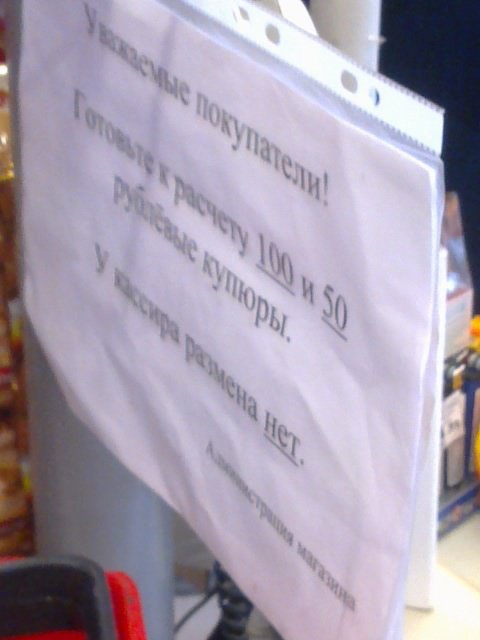 Уважаемые покупатели!
Готовьте к расчету 100 и 50
рублёвые купюры.
У кассира размена нет.
Администрация магазина